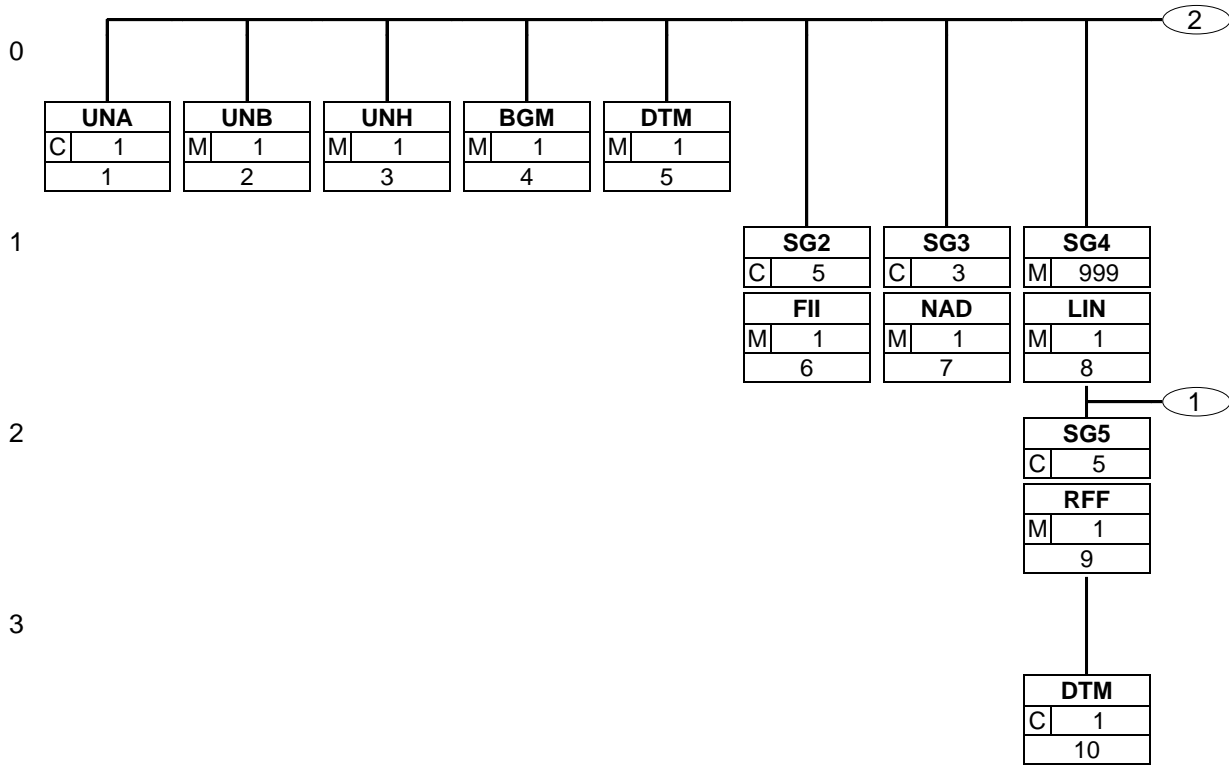 2
0
UNA UNB UNH BGM DTM
C 1 M 1 M 1 M 1 M 1
1 2 3 4 5
1 SG2 SG3 SG4
C 5 C 3 M 999
FII NAD LIN
M 1 M 1 M 1
6 7 8
1
2 SG5
C 5
RFF
M 1
9
3
DTM
C 1
10